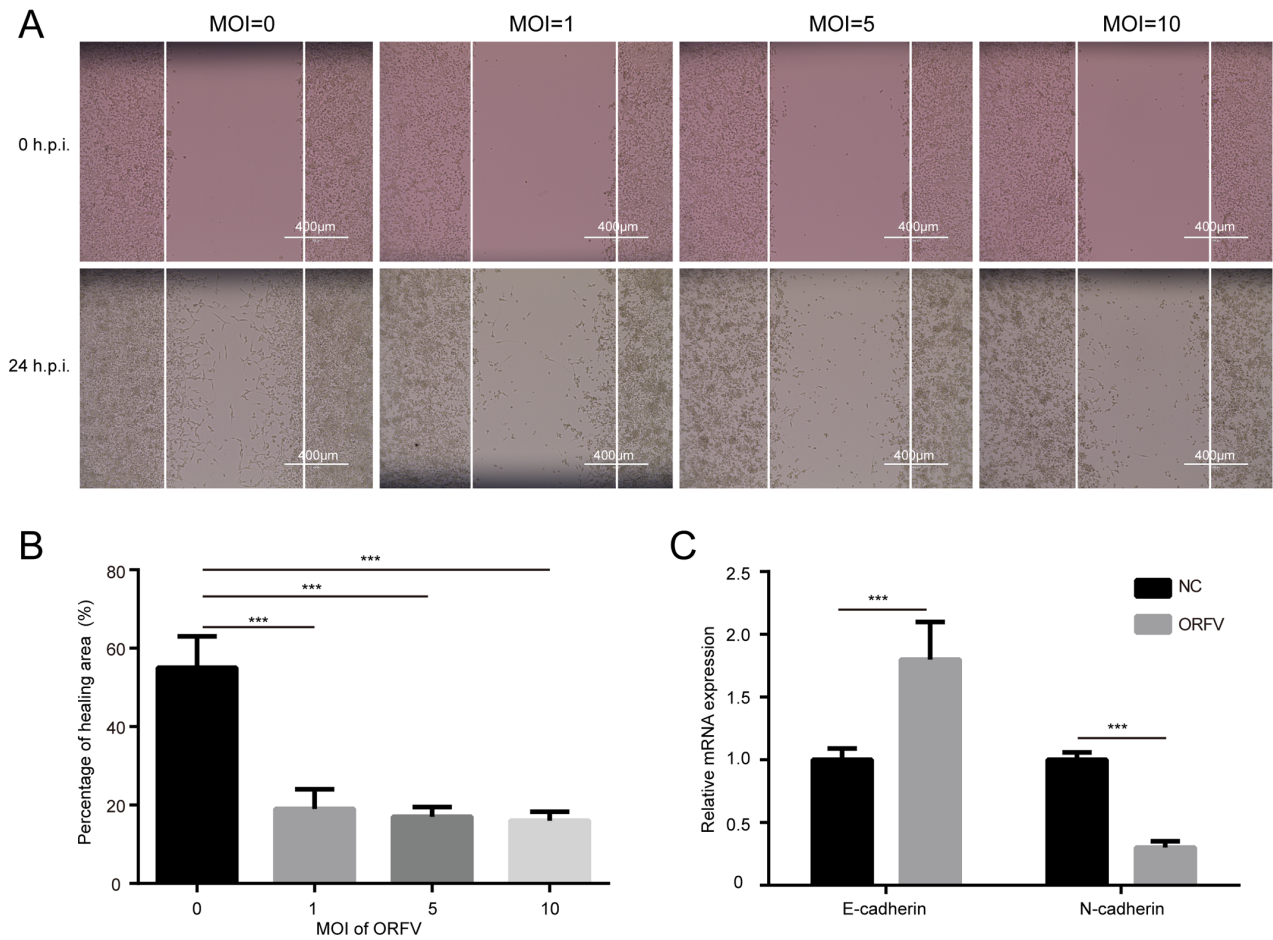 A
MOI=0 MOI=1 MOI=5 MOI=10
0 h.p.i.
400μm 400μm 400μm 400μm
24 h.p.i.
400μm 400μm 400μm 400μm
B
Percentage of healing area (%)
80
60
40
20
0
***
***
***
0 1 5 10
MOI of ORFV
C
Relative mRNA expression
2.5
2.0
1.5
1.0
0.5
0
***
***
NC
ORFV
E-cadherin N-cadherin